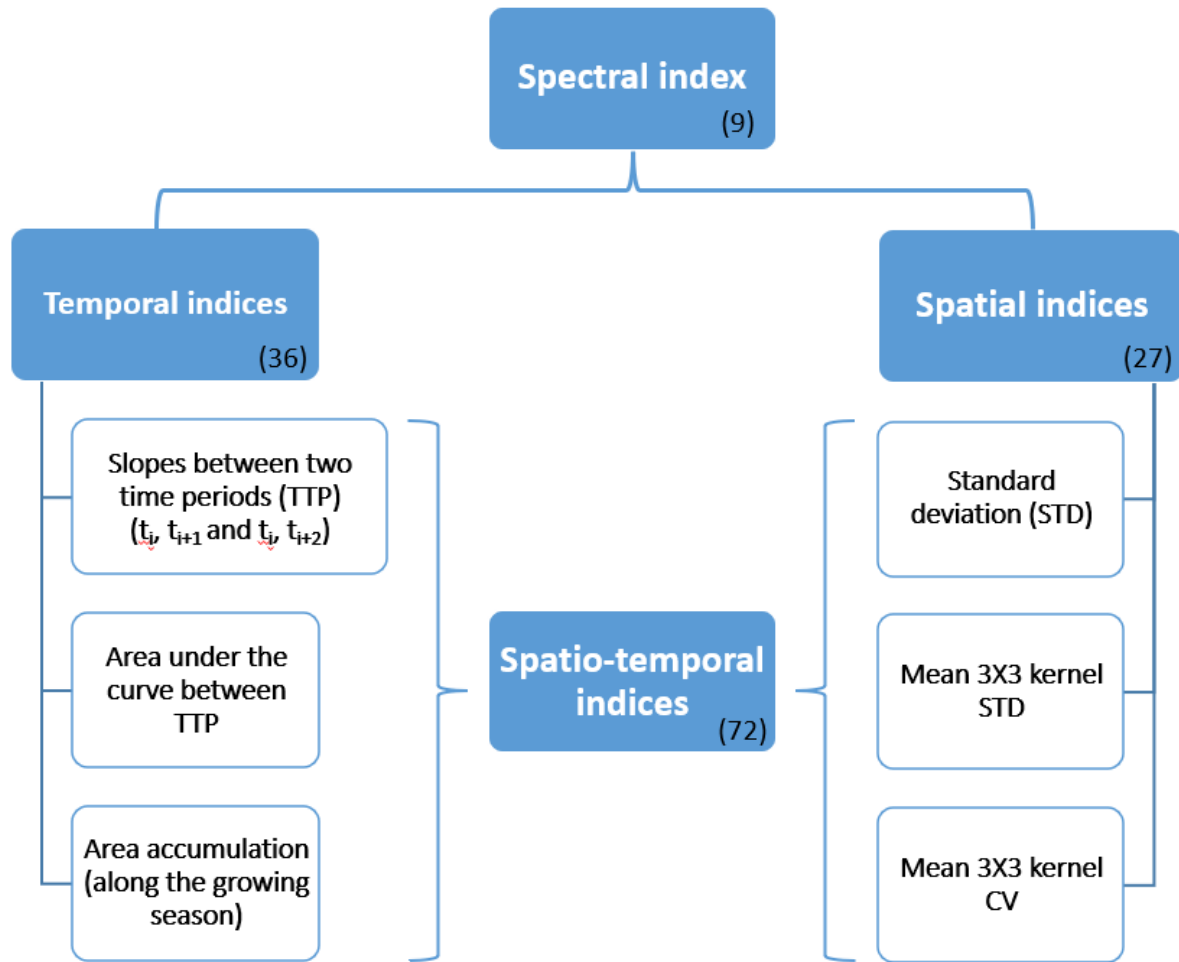 Spectral index
(9)
Temporal indices
(36)
Slopes between two
time periods (TTP)
(tᵢ, tᵢ₊₁ and tᵢ, tᵢ₊₂)
Area under the
curve between
TTP
Area accumulation
(along the growing
season)
Spatio-temporal
indices
(72)
Spatial indices
(27)
Standard
deviation (STD)
Mean 3X3 kernel
STD
Mean 3X3 kernel
CV